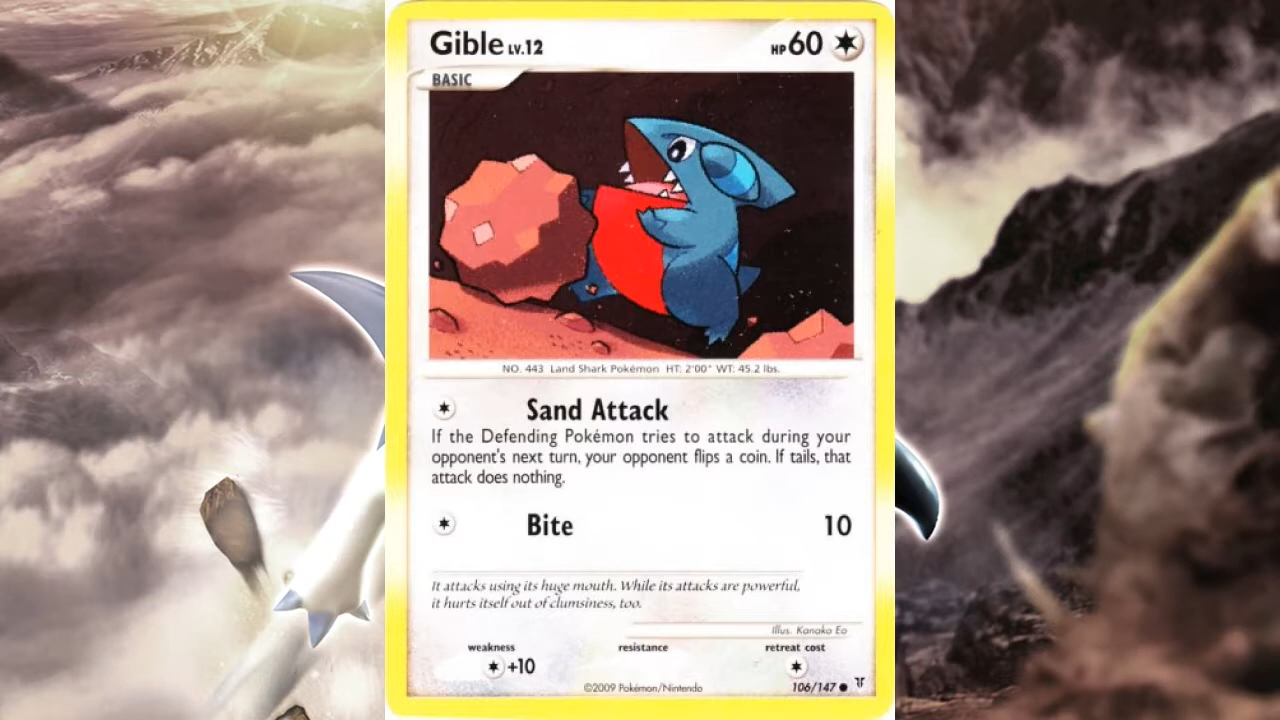 Gible LV.12 HP 60
BASIC
NO. 443 Land Shark Pokémon HT: 2'00" WT: 45.2 lbs.
Sand Attack
If the Defending Pokémon tries to attack during your
opponent's next turn, your opponent flips a coin. If tails, that
attack does nothing.
Bite 10
It attacks using its huge mouth. While its attacks are powerful,
it hurts itself out of clumsiness, too.
Illus. Kanako Eo
weakness resistance retreat cost
+10
©2009 Pokémon/Nintendo 106/147